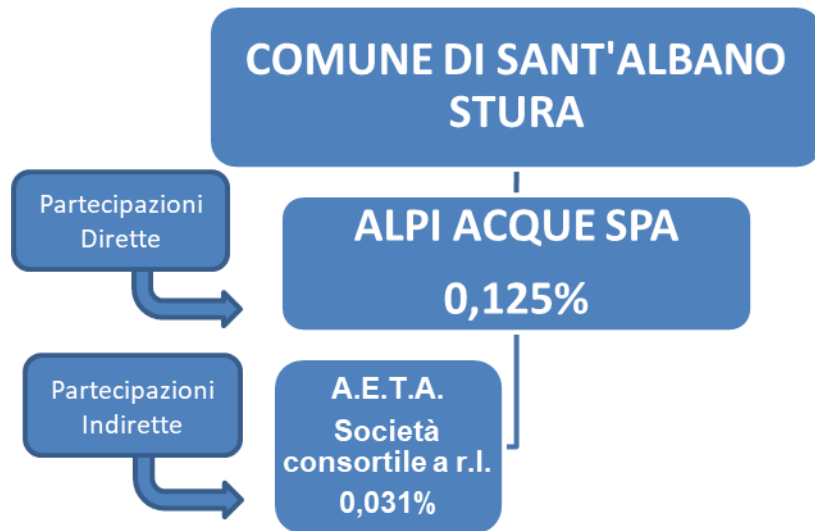 COMUNE DI SANT'ALBANO
STURA
Partecipazioni
Dirette
ALPI ACQUE SPA
0,125%
Partecipazioni
Indirette
A.E.T.A.
Società
consortile a r.l.
0,031%